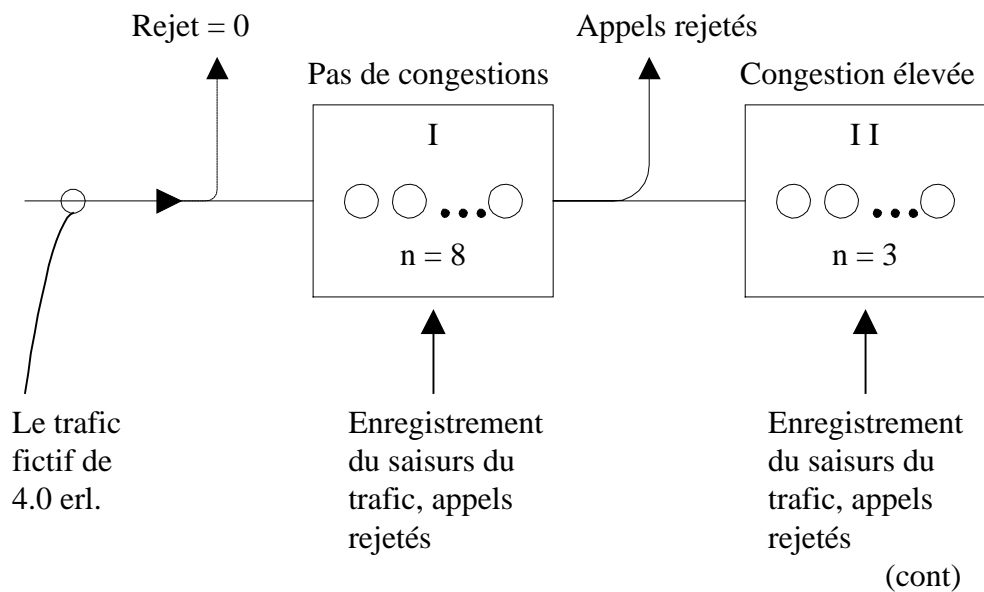 Rejet = 0
Appels rejetés
Pas de congestions
Congestion élevée
I
I I
n = 8
n = 3
Le trafic
fictif de
4.0 erl.
Enregistrement
du saisurs du
trafic, appels
rejetés
Enregistrement
du saisurs du
trafic, appels
rejetés
(cont)